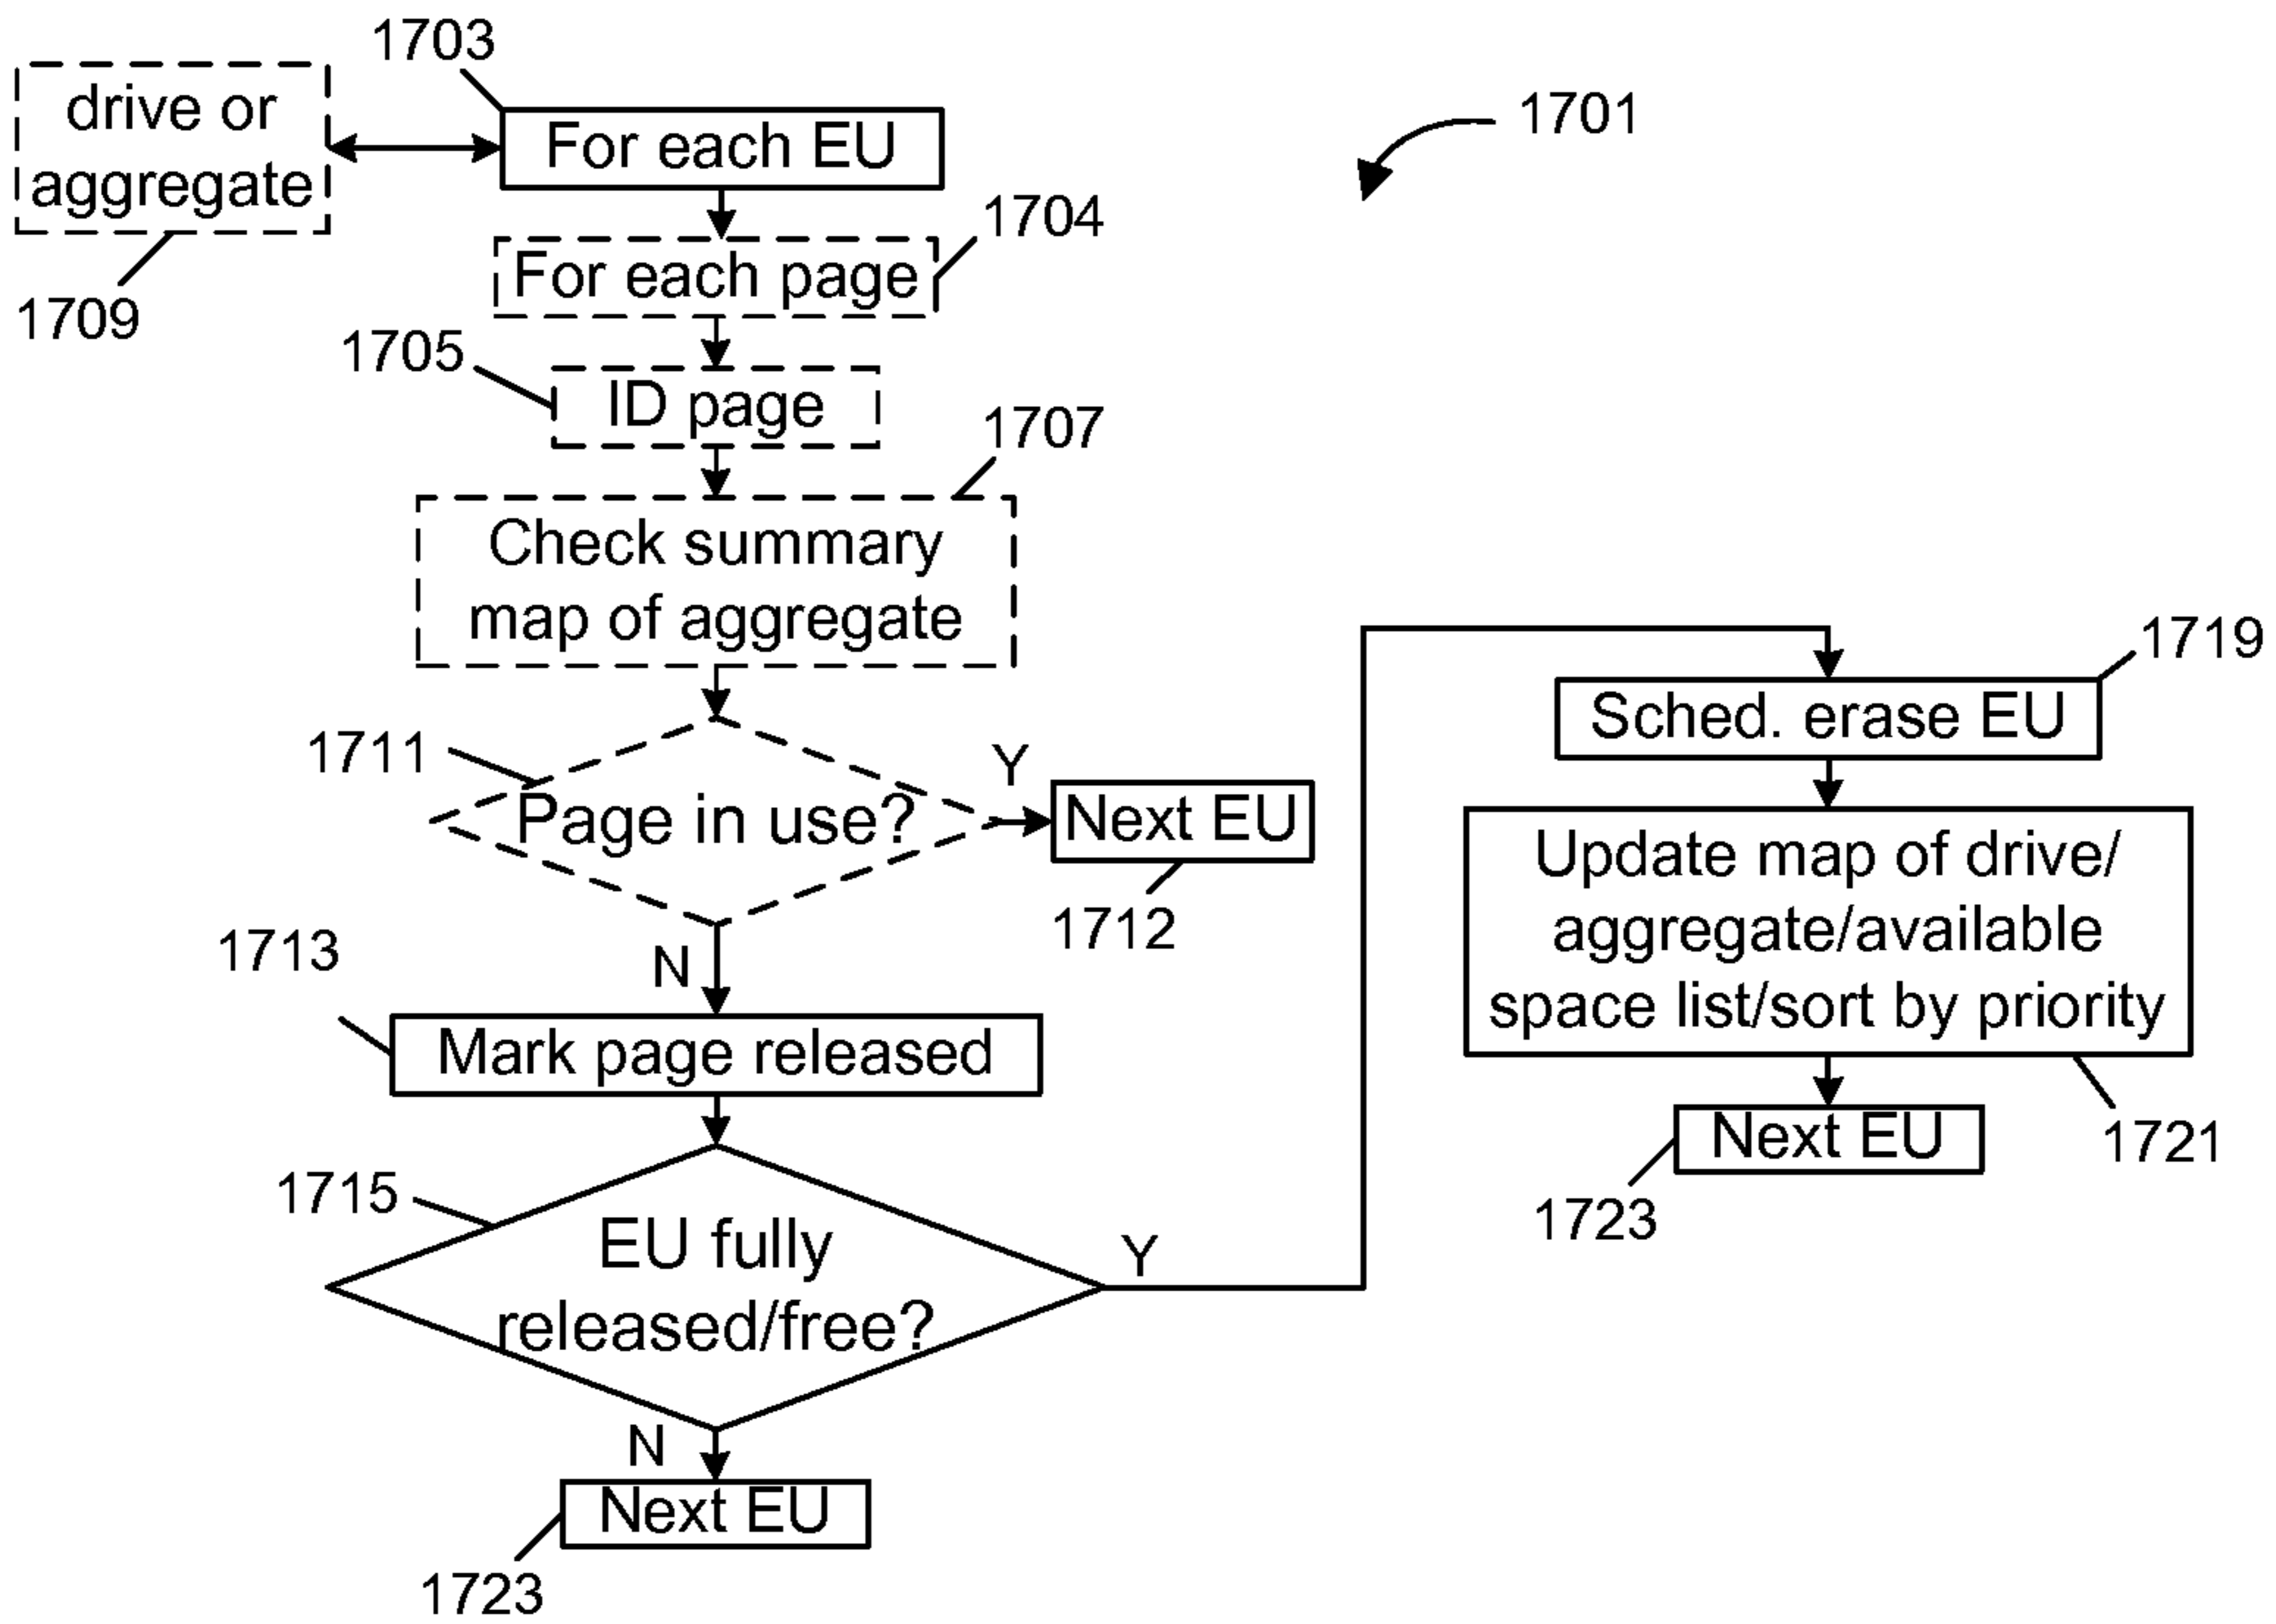 1703
drive or
aggregate
For each EU
1701
1709
1704
For each page
1705
ID page
1707
Check summary
map of aggregate
1711
Page in use?
Y
Next EU
1712
N
1713
Mark page released
1715
EU fully
released/free?
Y
N
Next EU
1723
1719
Sched. erase EU
Update map of drive/
aggregate/available
space list/sort by priority
1721
Next EU
1723